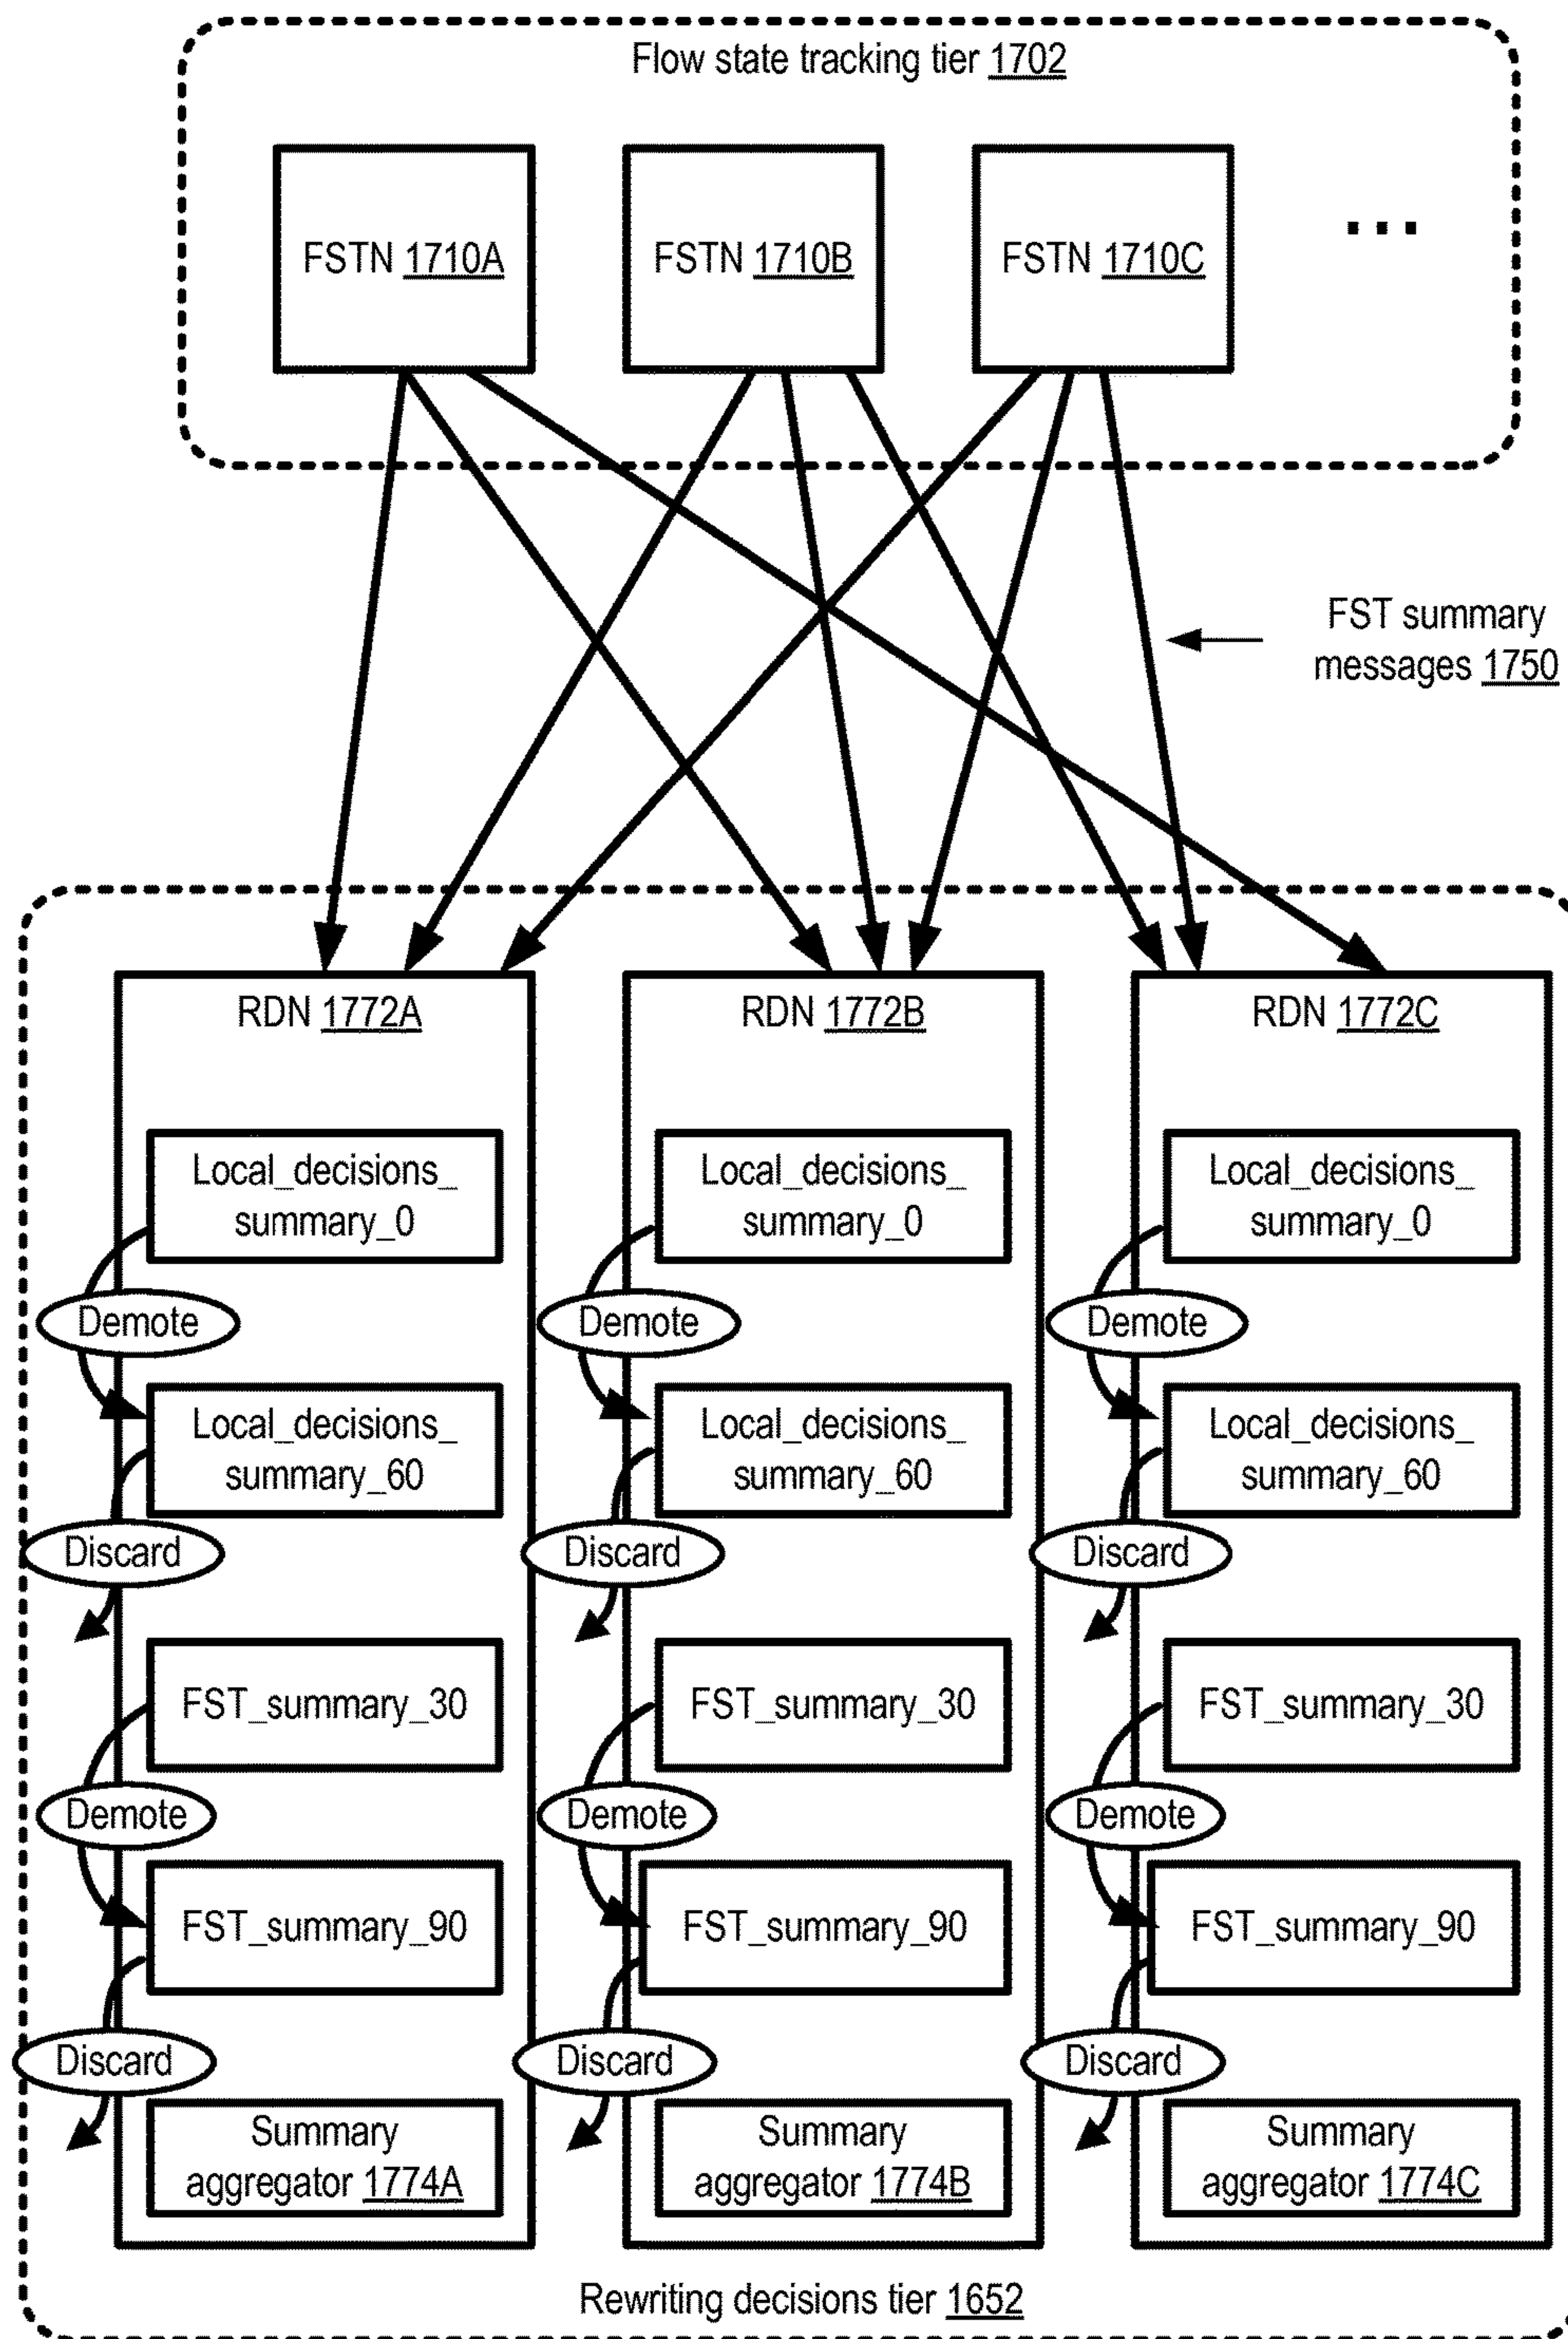 Flow state tracking tier 1702
FSTN 1710A
FSTN 1710B
FSTN 1710C
...
FST summary
messages 1750
RDN 1772A
RDN 1772B
RDN 1772C
Local_decisions_
summary_0
Local_decisions_
summary_0
Local_decisions_
summary_0
Demote
Demote
Demote
Local_decisions_
summary_60
Local_decisions_
summary_60
Local_decisions_
summary_60
Discard
Discard
Discard
FST_summary_30
FST_summary_30
FST_summary_30
Demote
Demote
Demote
FST_summary_90
FST_summary_90
FST_summary_90
Discard
Discard
Discard
Summary
aggregator 1774A
Summary
aggregator 1774B
Summary
aggregator 1774C
Rewriting decisions tier 1652